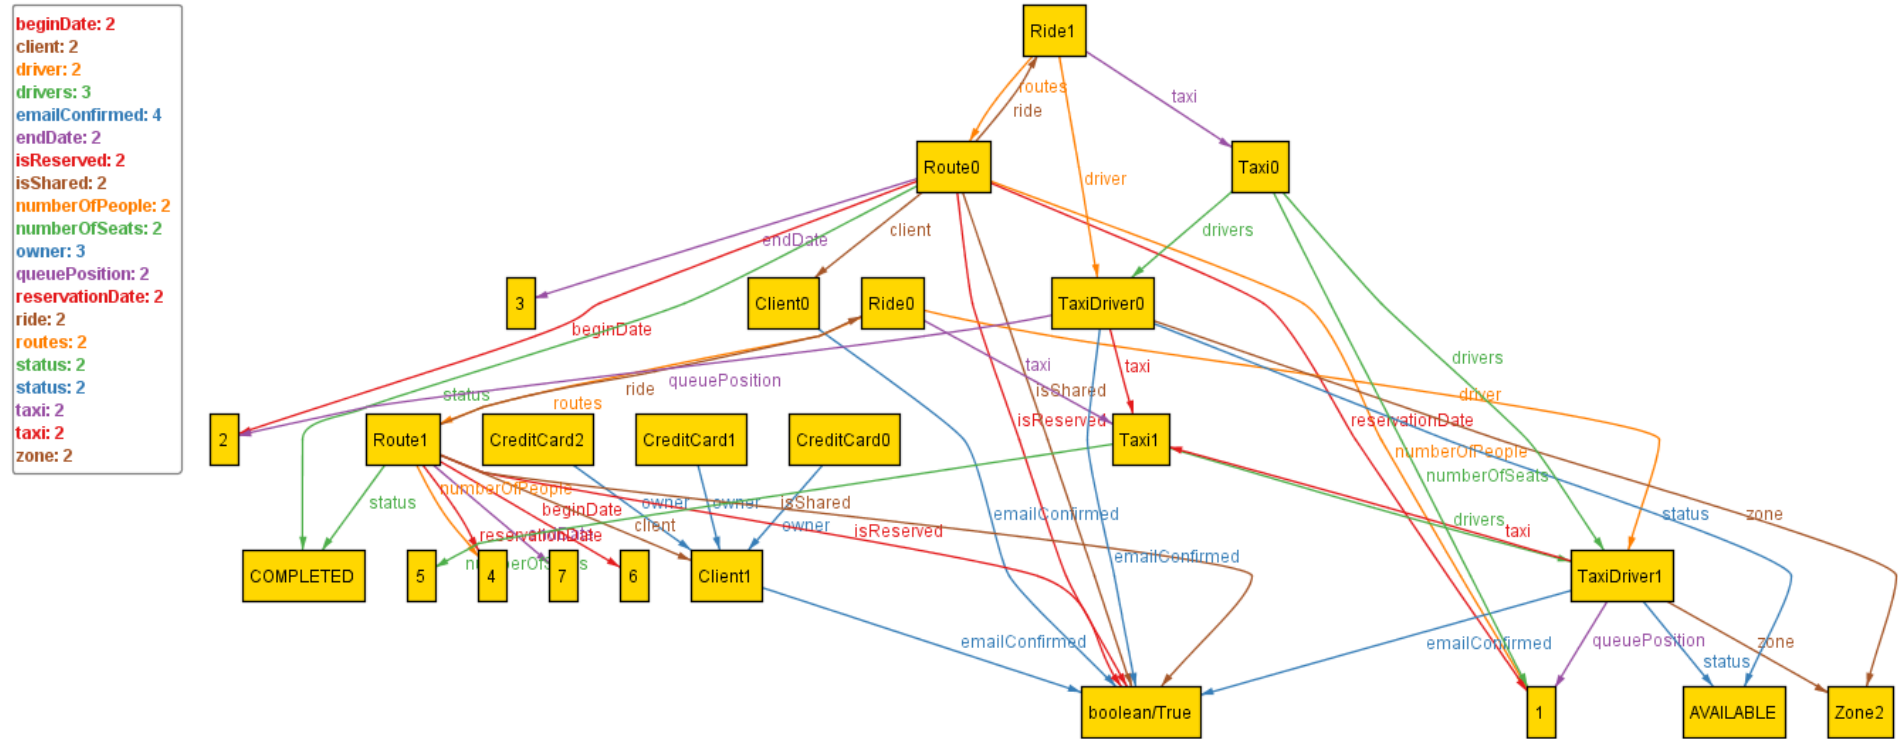 beginDate: 2
client: 2
driver: 2
drivers: 3
emailConfirmed: 4
endDate: 2
isReserved: 2
isShared: 2
numberOfPeople: 2
numberOfSeats: 2
owner: 3
queuePosition: 2
reservationDate: 2
ride: 2
routes: 2
status: 2
status: 2
taxi: 2
taxi: 2
zone: 2
Ride1
routes
taxi
ride
Route0
Taxi0
driver
client
drivers
endDate
3
Client0
Ride0
TaxiDriver0
beginDate
drivers
taxi
taxi
queuePosition
ride
isShared
driver
status
routes
isReserved
reservationDate
2
Route1
CreditCard2
CreditCard1
CreditCard0
Taxi1
numberOfPeople
numberOfSeats
numberOfPeople
status
owner
owner
isShared
beginDate
emailConfirmed
status
zone
client
owner
drivers
reservationDate
isReserved
taxi
emailConfirmed
COMPLETED
5
4
7
6
Client1
TaxiDriver1
emailConfirmed
emailConfirmed
queuePosition
zone
status
boolean/True
1
AVAILABLE
Zone2